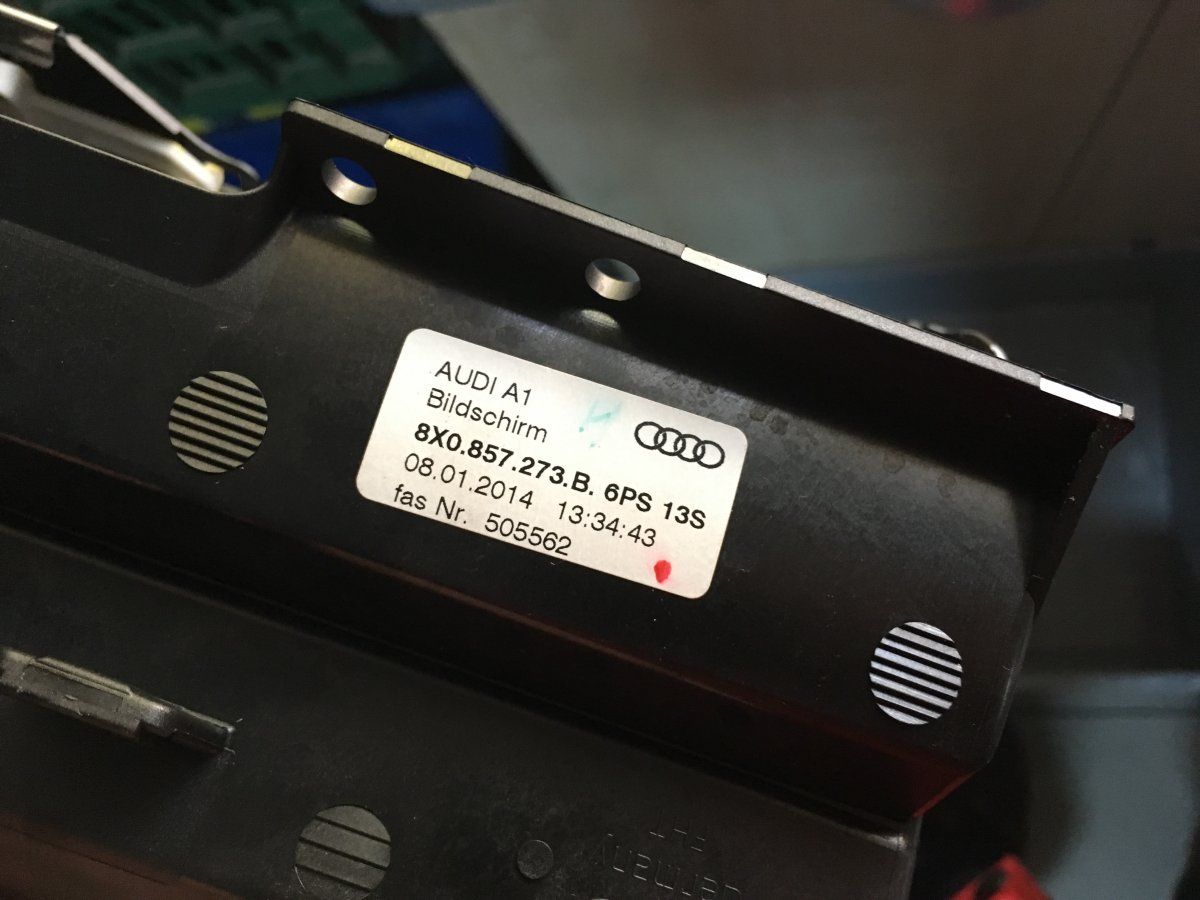 AUDI A1
Bildschirm
8X0.857.273.B. 6PS 13S
08.01.2014 13:34:43
fas Nr. 505562